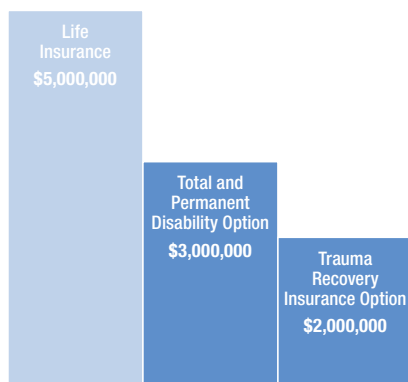 Life
Insurance
$5,000,000
Total and
Permanent
Disability Option
$3,000,000
Trauma
Recovery
Insurance Option
$2,000,000